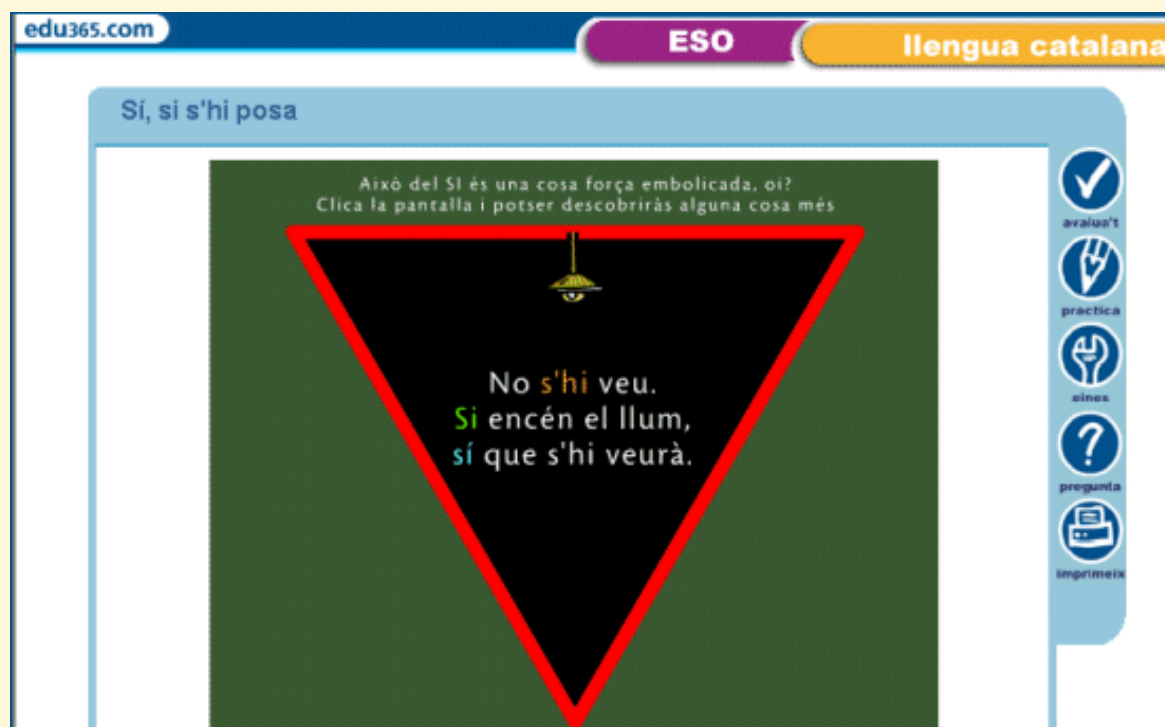 edu365.com
ESO
llengua catalana
Sí, si s'hi posa
Això del SI és una cosa força embolicada, oi?
Clica la pantalla i potser descobriràs alguna cosa més
No s'hi veu.
Si encén el llum,
sí que s'hi veurà.
avalua't
practica
eines
pregunta
imprimeix